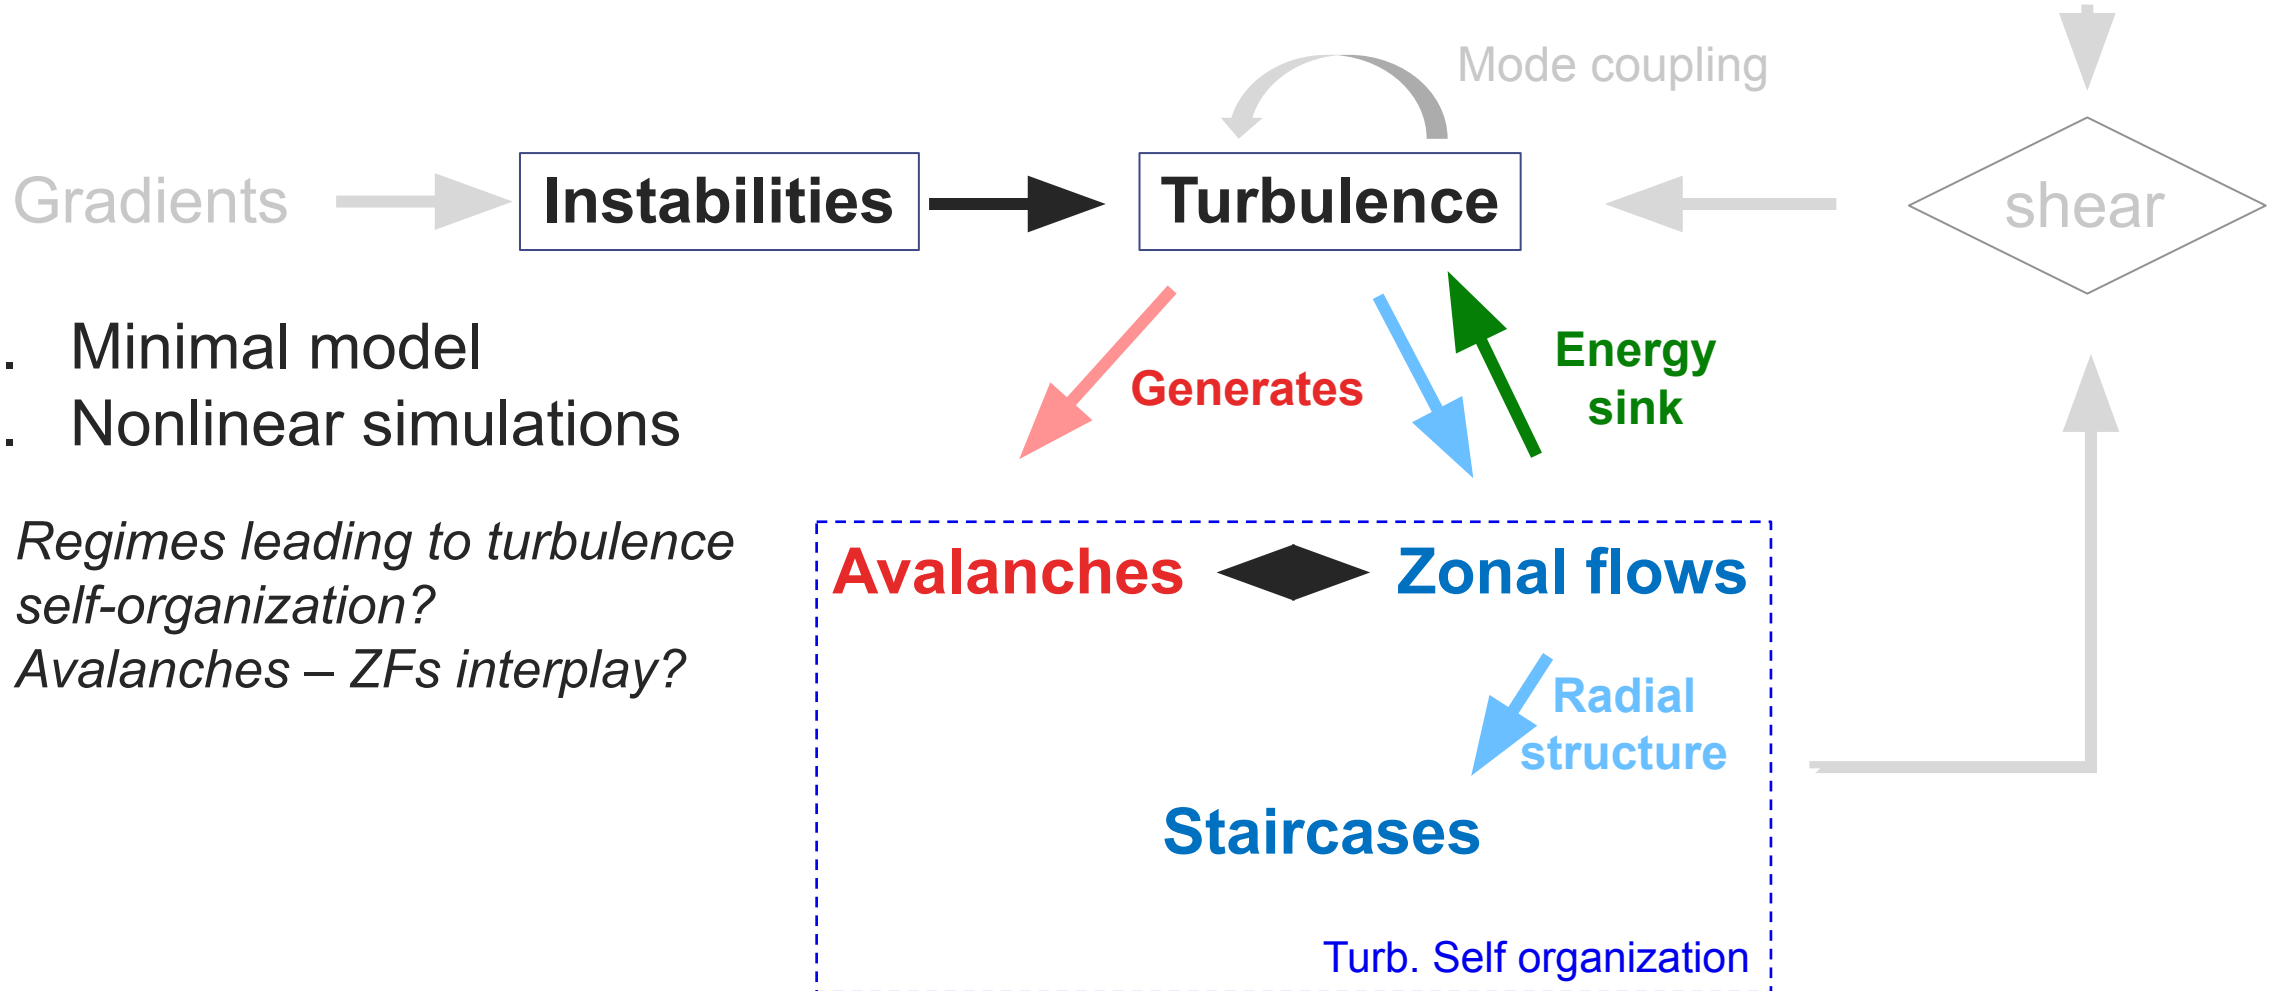 Mode coupling
Gradients
Instabilities
Turbulence
shear
. Minimal model
. Nonlinear simulations
Generates
Energy
sink
Regimes leading to turbulence
self-organization?
Avalanches – ZFs interplay?
Avalanches
Zonal flows
Radial
structure
Staircases
Turb. Self organization